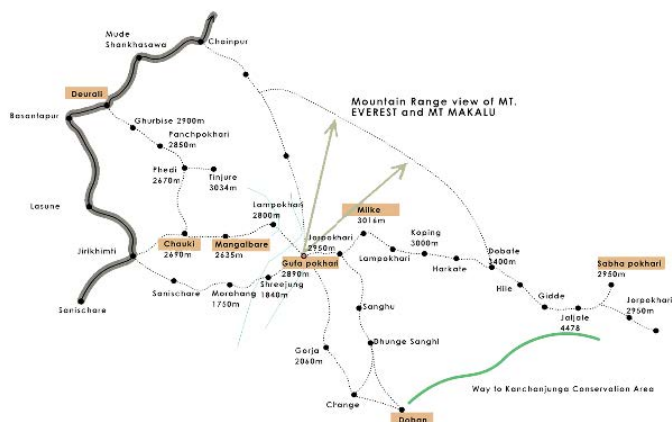 Mude
Shankhasawa
Chainpur
Deurali
Basantapur
Ghurbise 2900m
Panchpokhari
2850m
Phedi
2670m
Tinjure
3034m
Mountain Range view of MT.
EVEREST and MT MAKALU
Lasune
Lampokhari
2800m
Milke
3016m
Jirikhimti
Chauki
2690m
Mangalbare
2635m
Jorpokhari
2950m
Gufa pokhari
2890m
Lampokhari
Koping
3000m
Harkate
Dobate
3400m
Sabha pokhari
2950m
Hile
Gidde
Jaljale
4478
Jorpokhari
2950m
Sanischare
Sanischare
Morahang
1750m
Shreejung
1840m
Sanghu
Gorja
2060m
Dhunge Sanghl
Change
Doban
Way to Kanchanjunga Conservation Area